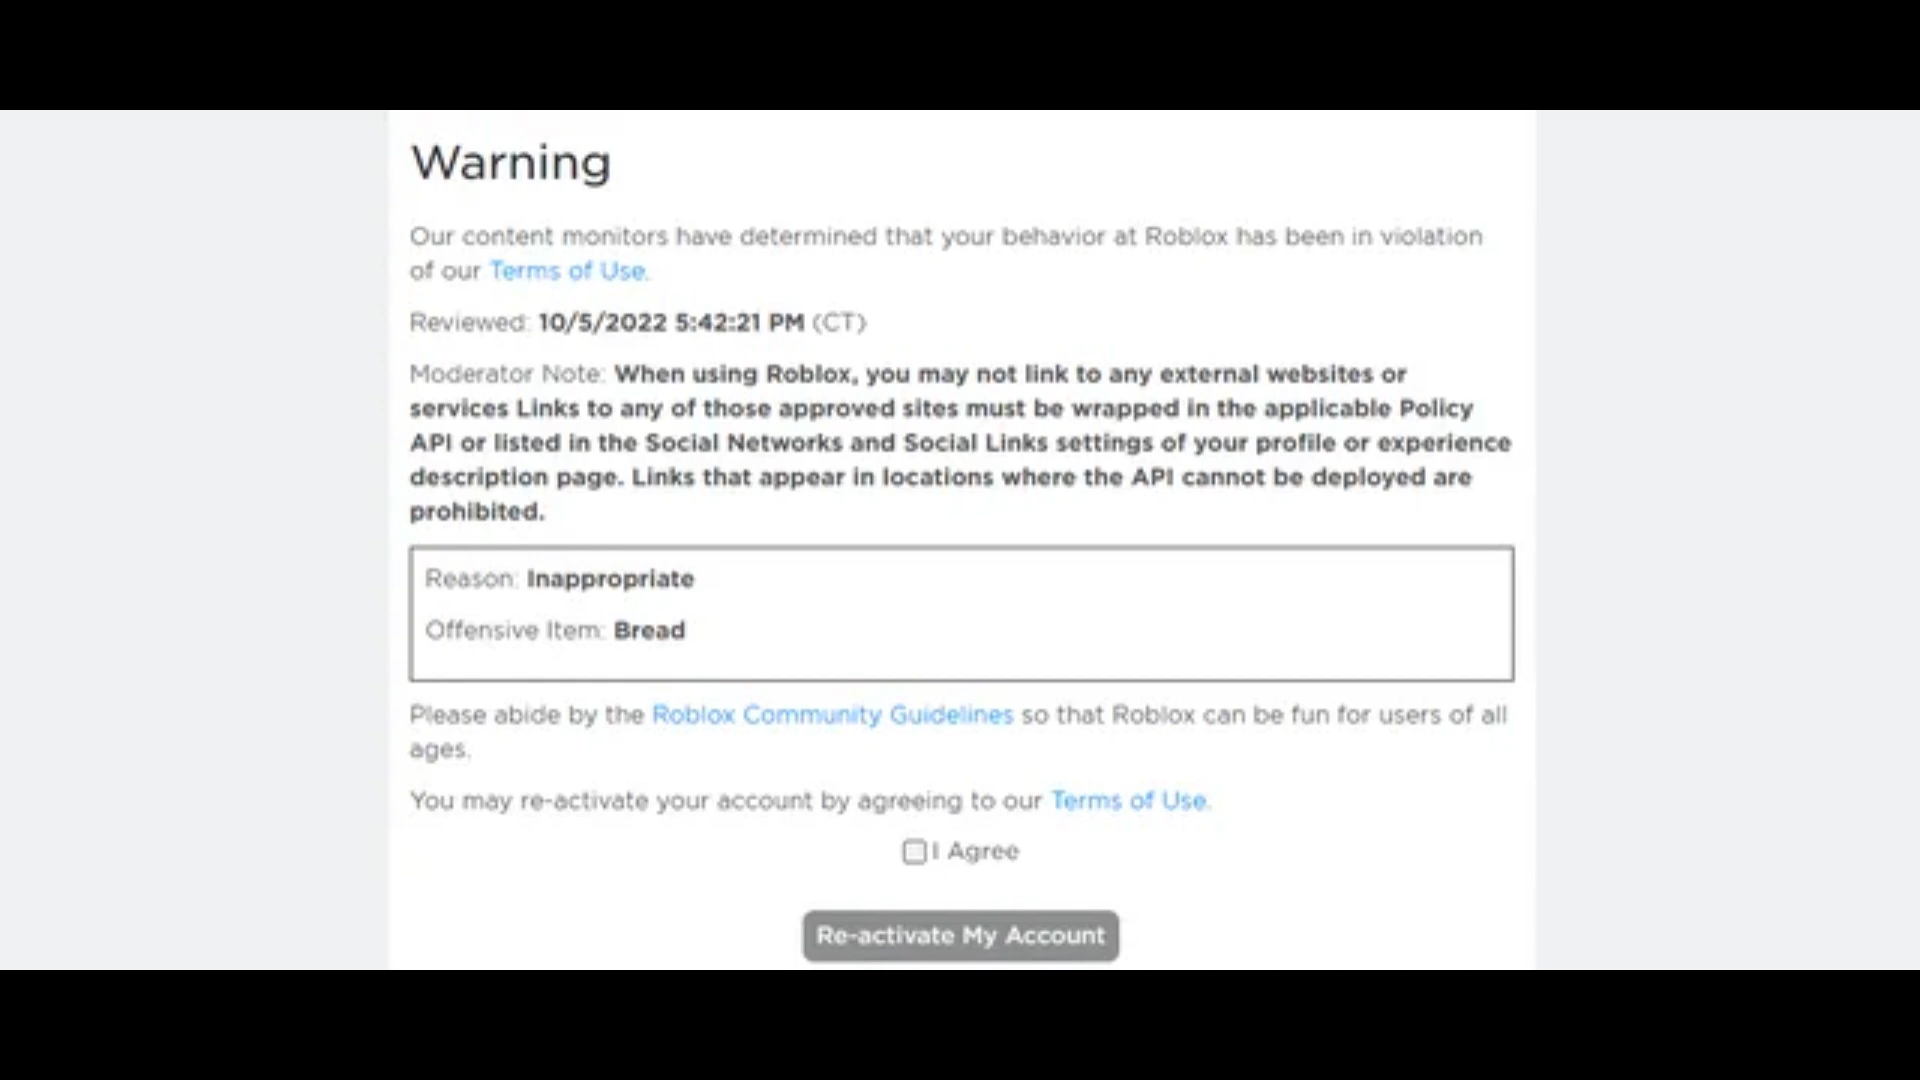 Warning
Our content monitors have determined that your behavior at Roblox has been in violation
of our Terms of Use.
Reviewed: 10/5/2022 5:42:21 PM (CT)
Moderator Note: When using Roblox, you may not link to any external websites or
services Links to any of those approved sites must be wrapped in the applicable Policy
API or listed in the Social Networks and Social Links settings of your profile or experience
description page. Links that appear in locations where the API cannot be deployed are
prohibited.
Reason: Inappropriate
Offensive Item: Bread
Please abide by the Roblox Community Guidelines so that Roblox can be fun for users of all
ages.
You may re-activate your account by agreeing to our Terms of Use.
I Agree
Re-activate My Account